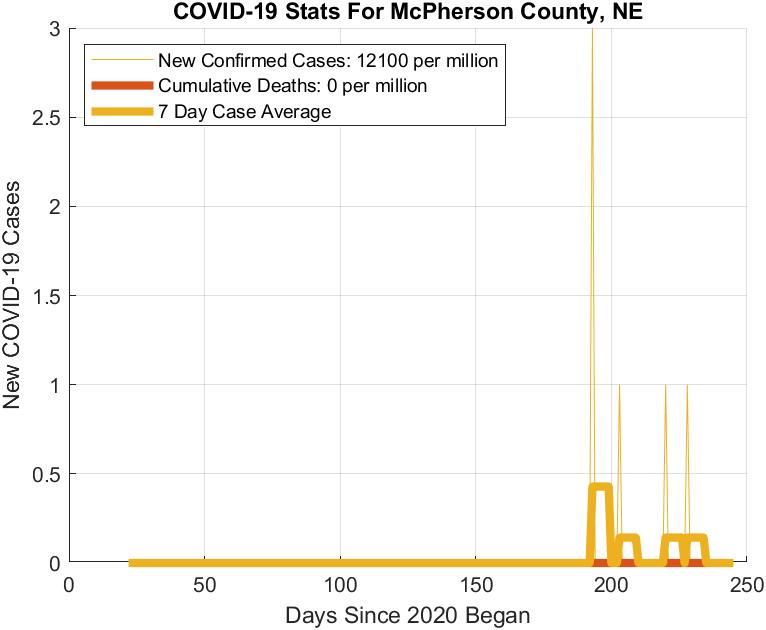 COVID-19 Stats For McPherson County, NE
New Confirmed Cases: 12100 per million
Cumulative Deaths: 0 per million
7 Day Case Average
New COVID-19 Cases
3
2.5
2
1.5
1
0.5
0
0 50 100 150 200 250
Days Since 2020 Began